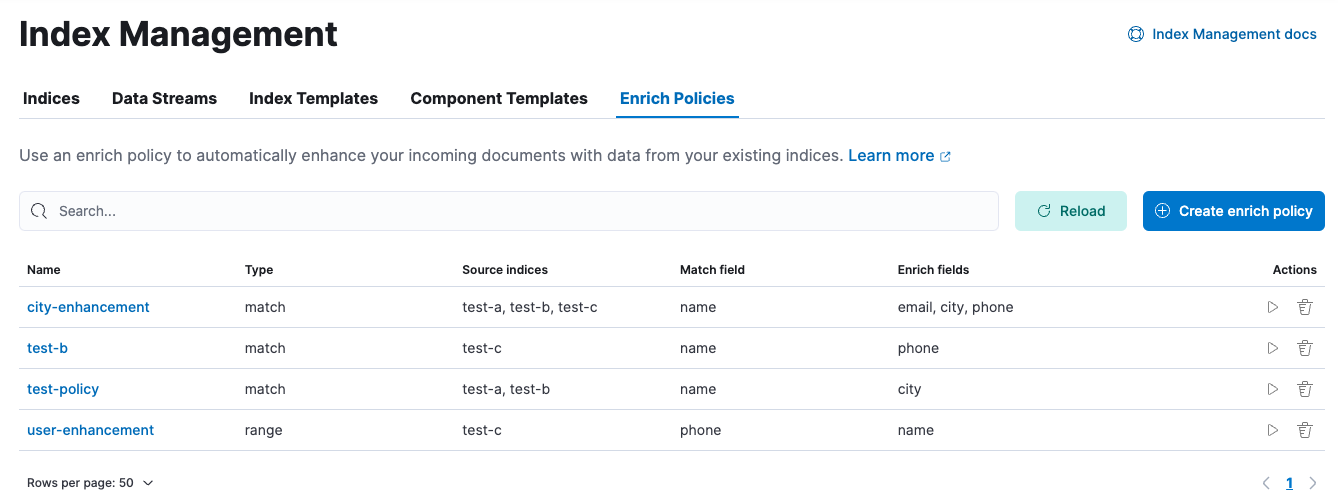 Index Management
Index Management docs
Indices Data Streams Index Templates Component Templates Enrich Policies
Use an enrich policy to automatically enhance your incoming documents with data from your existing indices. Learn more
Search...
Reload
Create enrich policy
Name Type Source indices Match field Enrich fields Actions
city-enhancement match test-a, test-b, test-c name email, city, phone
test-b match test-c name phone
test-policy match test-a, test-b name city
user-enhancement range test-c phone name
Rows per page: 50
1